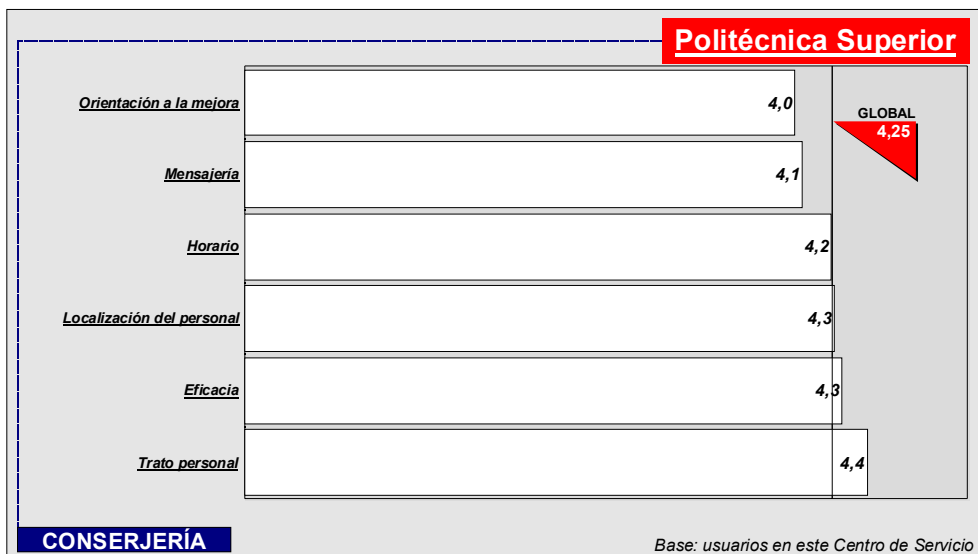 Politécnica Superior
Orientación a la mejora
4,0
GLOBAL
4,25
Mensajería
4,1
Horario
4,2
Localización del personal
4,3
Eficacia
4,3
Trato personal
4,4
CONSERJERÍA
Base: usuarios en este Centro de Servicio